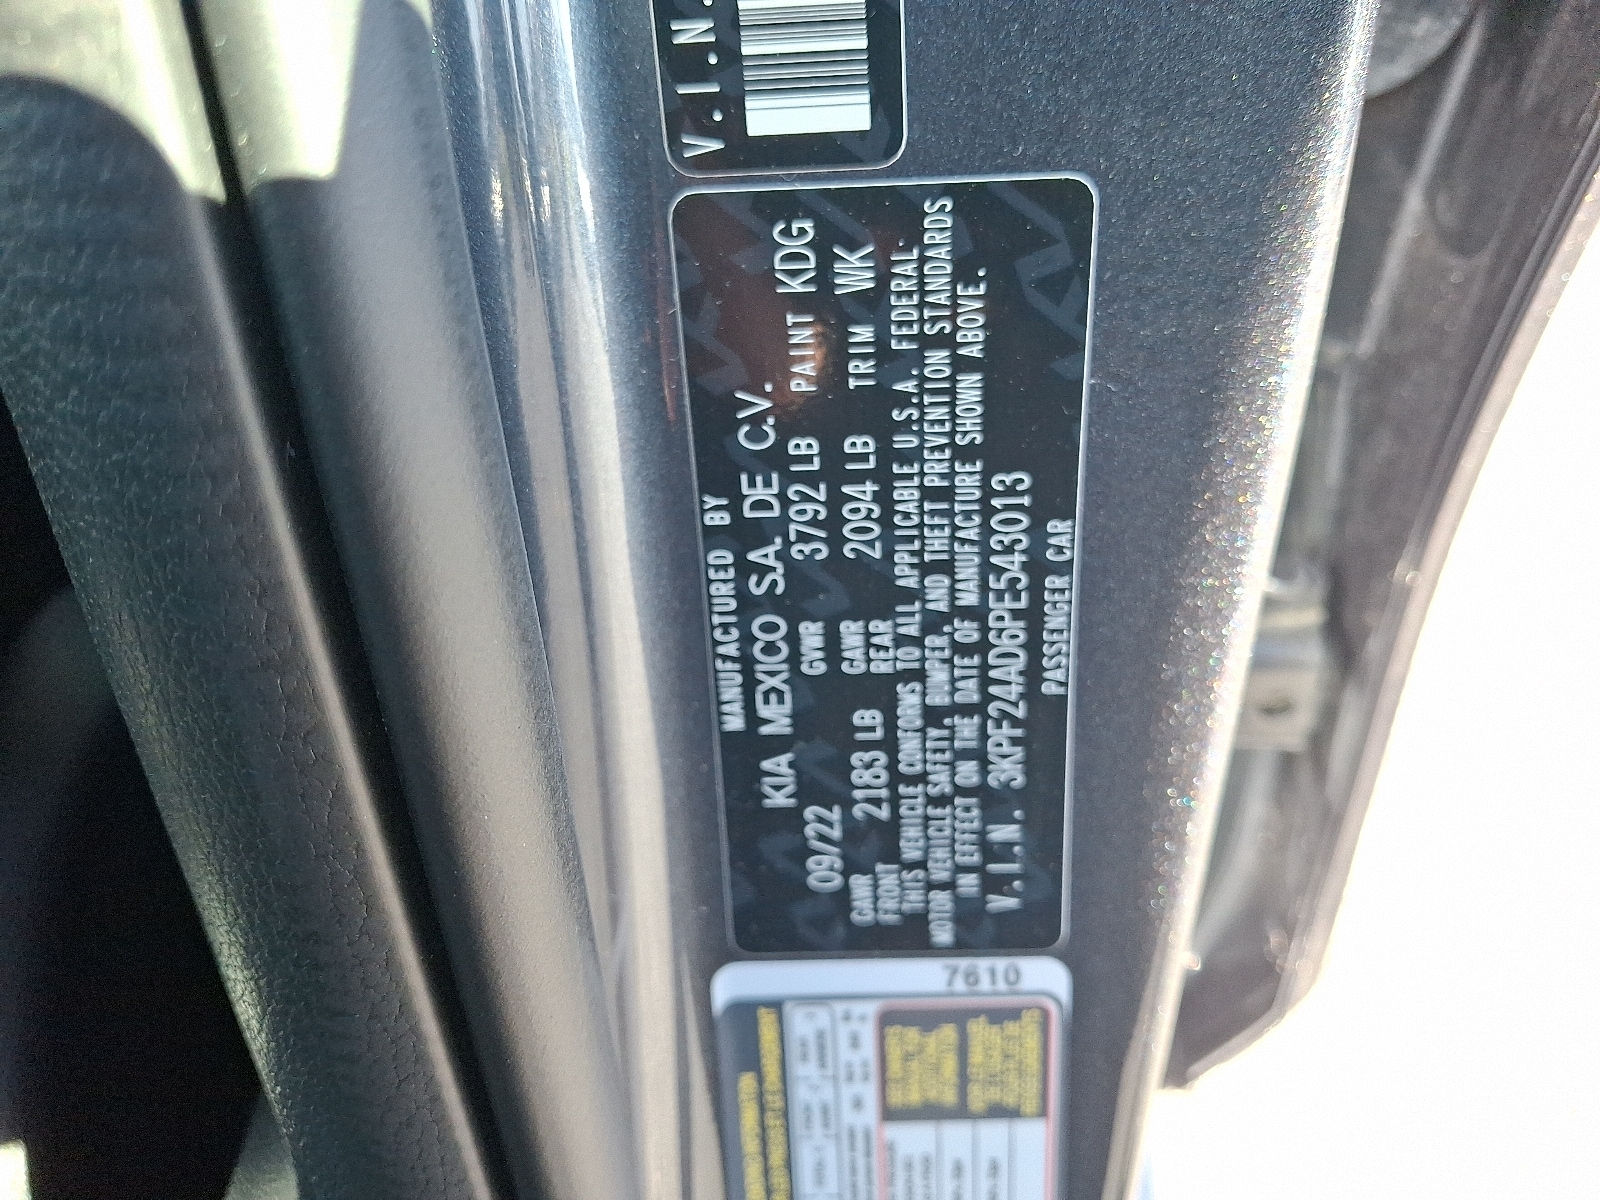 V.I.N.
MANUFACTURED BY
KIA MEXICO S.A. DE C.V.
09/22 GVWR 3792 LB PAINT KDG
GAWR FRONT 2183 LB GAWR REAR 2094 LB TRIM WK
THIS VEHICLE CONFOMS TO ALL APPLICABLE U.S.A. FEDERAL
MOTOR VEHICLE SAFETY, BUMPER, AND THEFT PREVENTION STANDARDS
IN EFFECT ON THE DATE OF MANUFACTURE SHOWN ABOVE.
V.I.N. 3KPF24AD6PE543013
PASSENGER CAR
7610